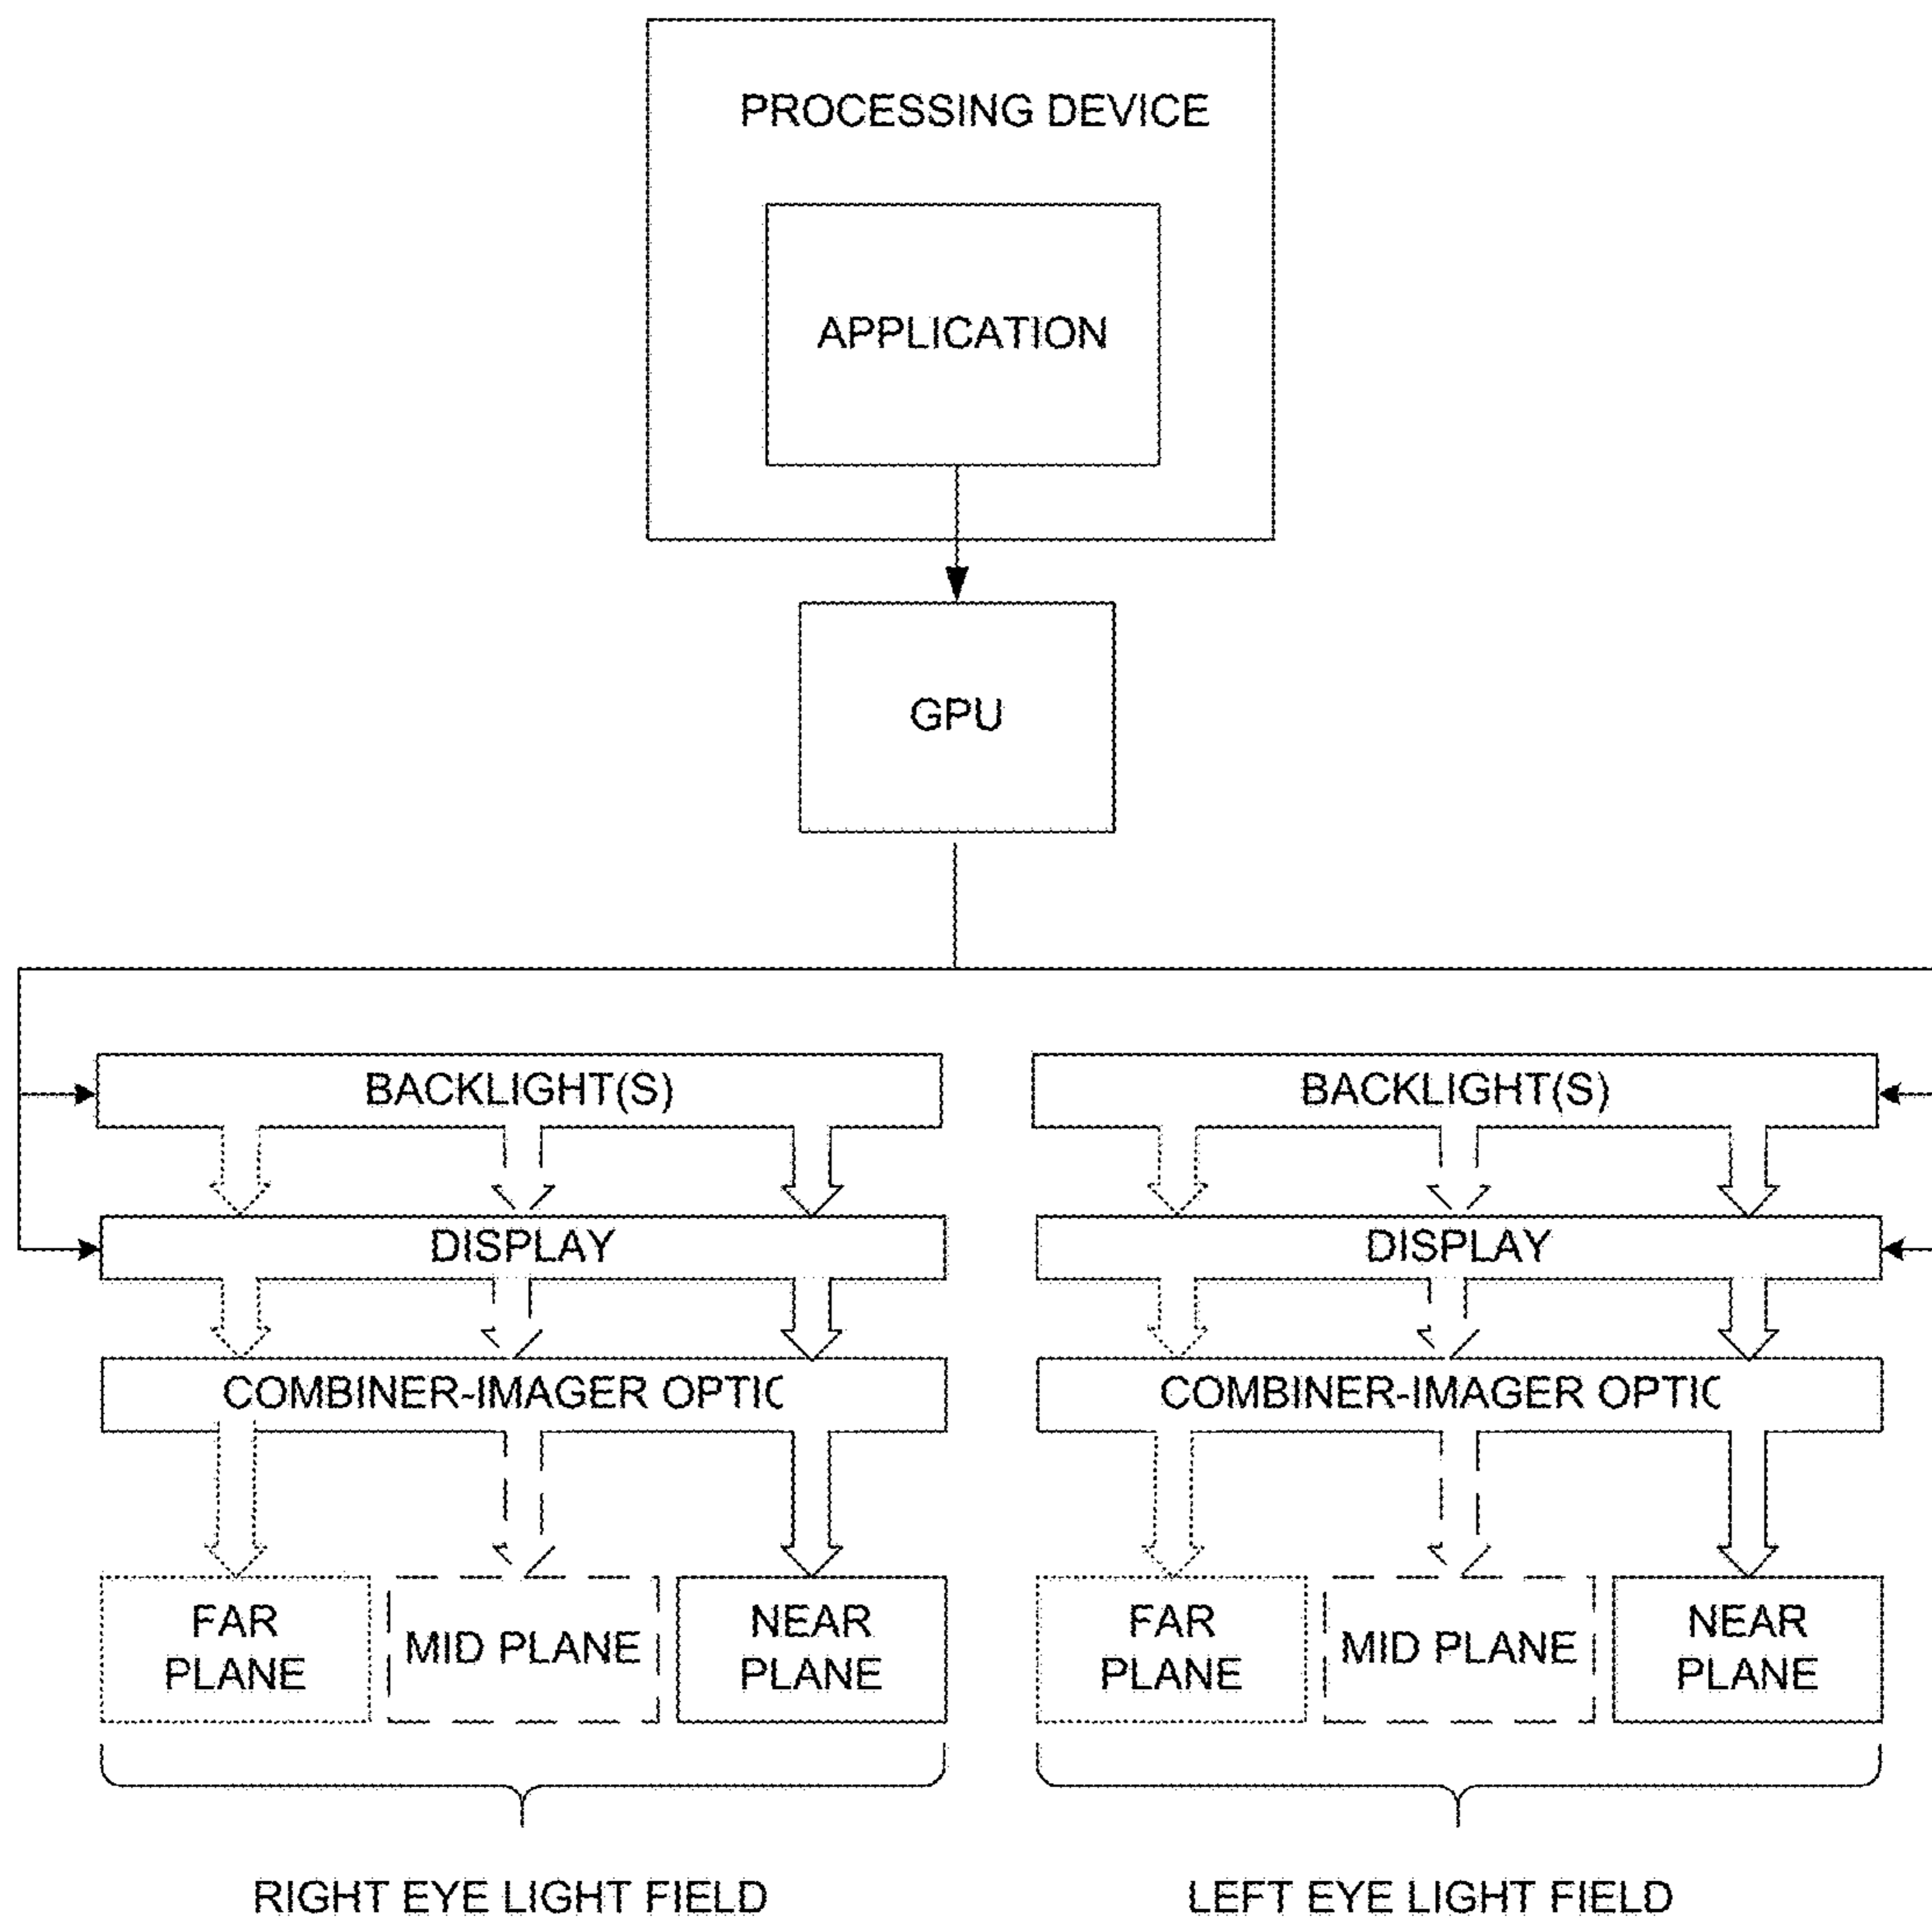 PROCESSING DEVICE
APPLICATION
GPU
BACKLIGHT(S)
DISPLAY
COMBINER-IMAGER OPTIC
FAR
PLANE
MID PLANE
NEAR
PLANE
RIGHT EYE LIGHT FIELD
BACKLIGHT(S)
DISPLAY
COMBINER-IMAGER OPTIC
FAR
PLANE
MID PLANE
NEAR
PLANE
LEFT EYE LIGHT FIELD